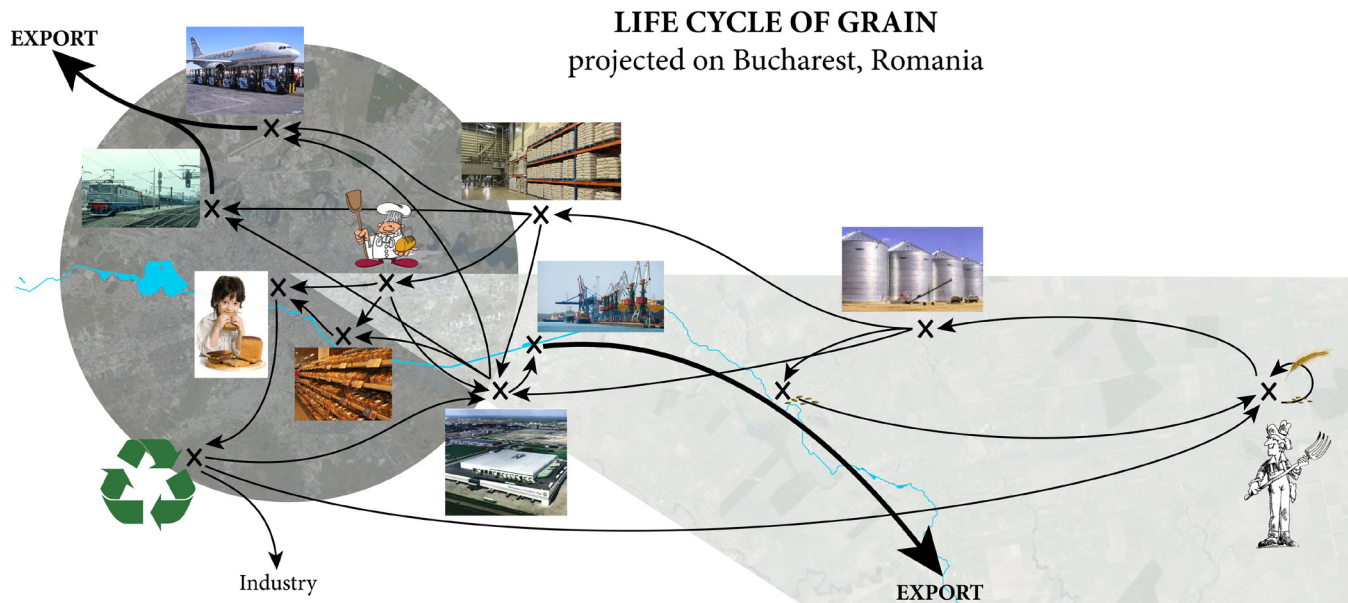 LIFE CYCLE OF GRAIN
projected on Bucharest, Romania
EXPORT
Industry
EXPORT